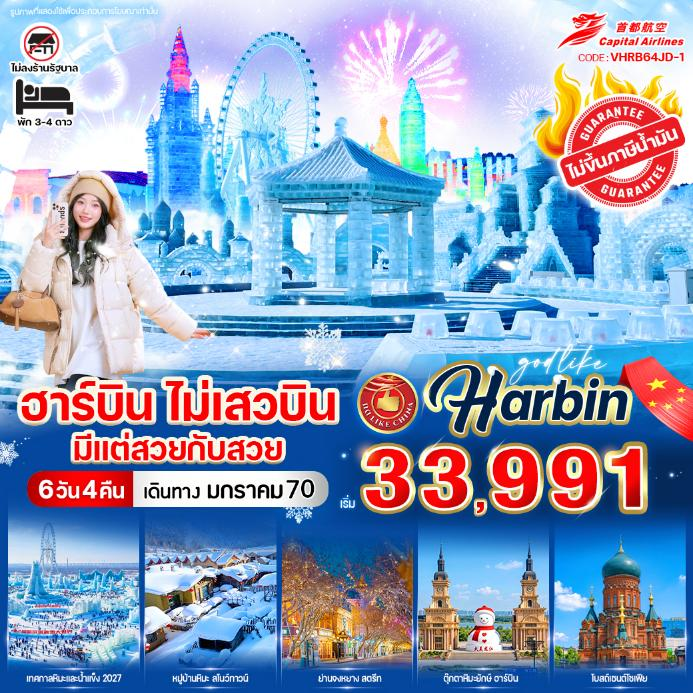 รูปภาพที่แสดงใช้เพื่อประกอบการโฆษณาเท่านั้น
首都航空
Capital Airlines
CODE : VHRB64JD-1
ไม่ลงร้านรัฐบาล
พัก 3-4 ดาว
GUARANTEE
ไม่ขึ้นภาษีน้ำมัน
GUARANTEE
godlike
Harbin
HQ LIKE CHINA
ฮาร์บิน ไม่เสวบิน
มีแต่สวยกับสวย
6 วัน 4 คืน เดินทาง มกราคม 70
เริ่ม 33,991
เทศกาลหิมะและน้ำแข็ง 2027
หมู่บ้านหิมะ สโนว์ทาวน์
ย่านจงหยาง สตรีท
ตุ๊กตาหิมะยักษ์ ฮาร์บิน
โบสถ์เซนต์โซเฟีย